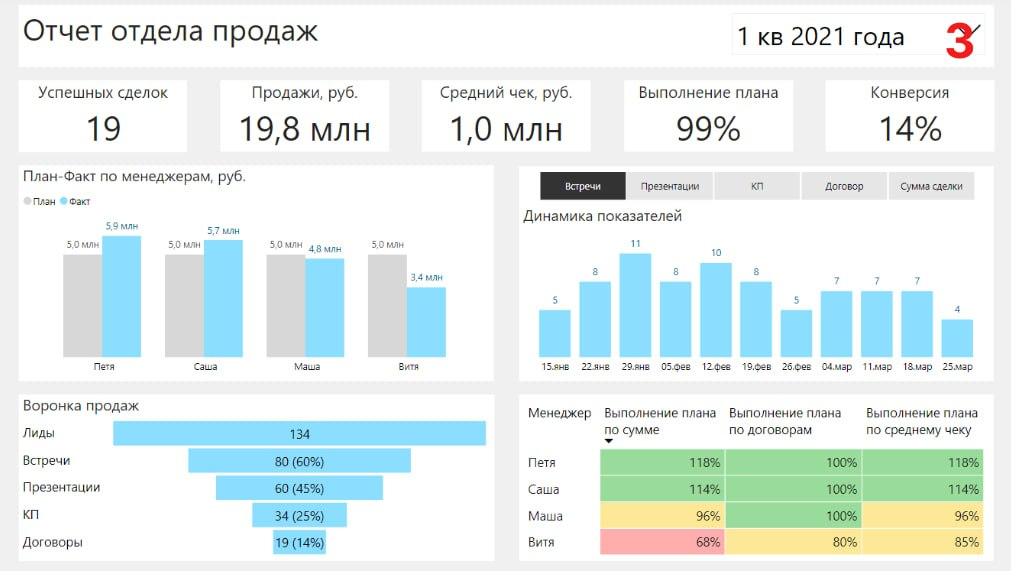 Отчет отдела продаж
1 кв 2021 года
3
Успешных сделок
19
Продажи, руб.
19,8 млн
Средний чек, руб.
1,0 млн
Выполнение плана
99%
Конверсия
14%
План-Факт по менеджерам, руб.
План Факт
5,0 млн 5,9 млн 5,0 млн 5,7 млн 5,0 млн 4,8 млн 5,0 млн 3,4 млн
Петя Саша Маша Витя
Встречи Презентации КП Договор Сумма сделки
Динамика показателей
5 8 11 8 10 8 5 7 7 7 4
15.янв 22.янв 29.янв 05.фев 12.фев 19.фев 26.фев 04.мар 11.мар 18.мар 25.мар
Воронка продаж
Лиды 134
Встречи 80 (60%)
Презентации 60 (45%)
КП 34 (25%)
Договоры 19 (14%)
Менеджер Выполнение плана Выполнение плана Выполнение плана
по сумме по договорам по среднему чеку
Петя 118% 100% 118%
Саша 114% 100% 114%
Маша 96% 100% 96%
Витя 68% 80% 85%